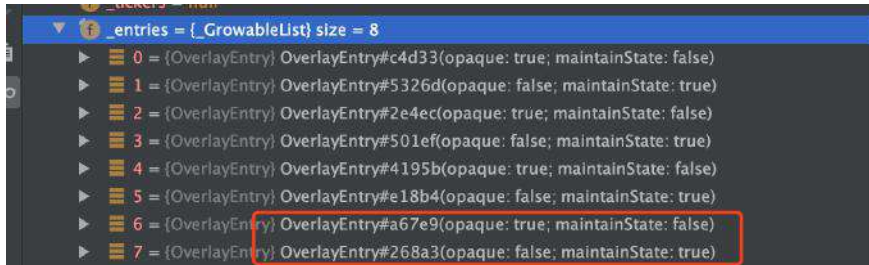 _tickers = null
_entries = {_GrowableList} size = 8
0 = {OverlayEntry} OverlayEntry#c4d33(opaque: true; maintainState: false)
1 = {OverlayEntry} OverlayEntry#5326d(opaque: false; maintainState: true)
2 = {OverlayEntry} OverlayEntry#2e4ec(opaque: true; maintainState: false)
3 = {OverlayEntry} OverlayEntry#501ef(opaque: false; maintainState: true)
4 = {OverlayEntry} OverlayEntry#4195b(opaque: true; maintainState: false)
5 = {OverlayEntry} OverlayEntry#e18b4(opaque: false; maintainState: true)
6 = {OverlayEntry} OverlayEntry#a67e9(opaque: true; maintainState: false)
7 = {OverlayEntry} OverlayEntry#268a3(opaque: false; maintainState: true)